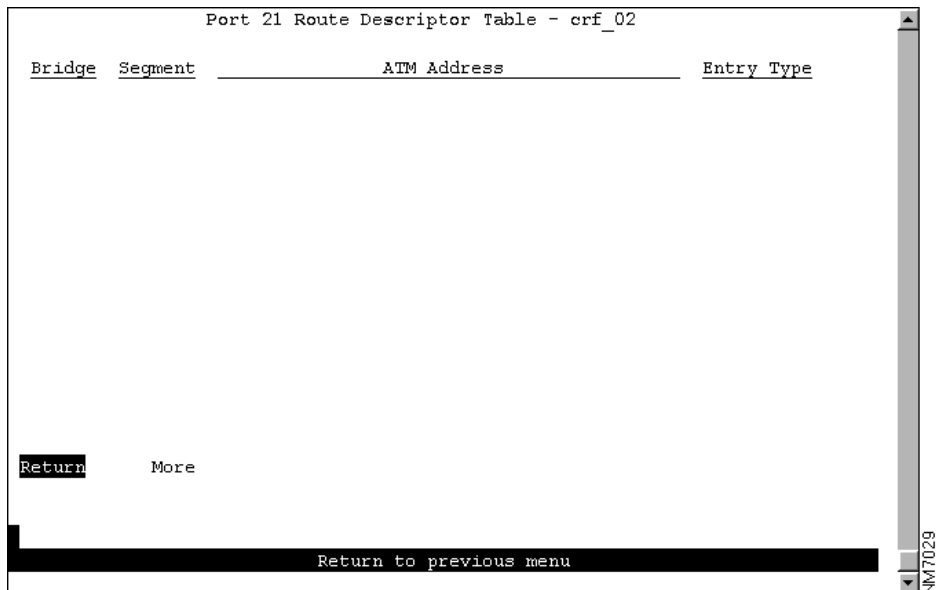 Port 21 Route Descriptor Table - crf_02
Bridge Segment ATM Address Entry Type
Return More
Return to previous menu
NM7029